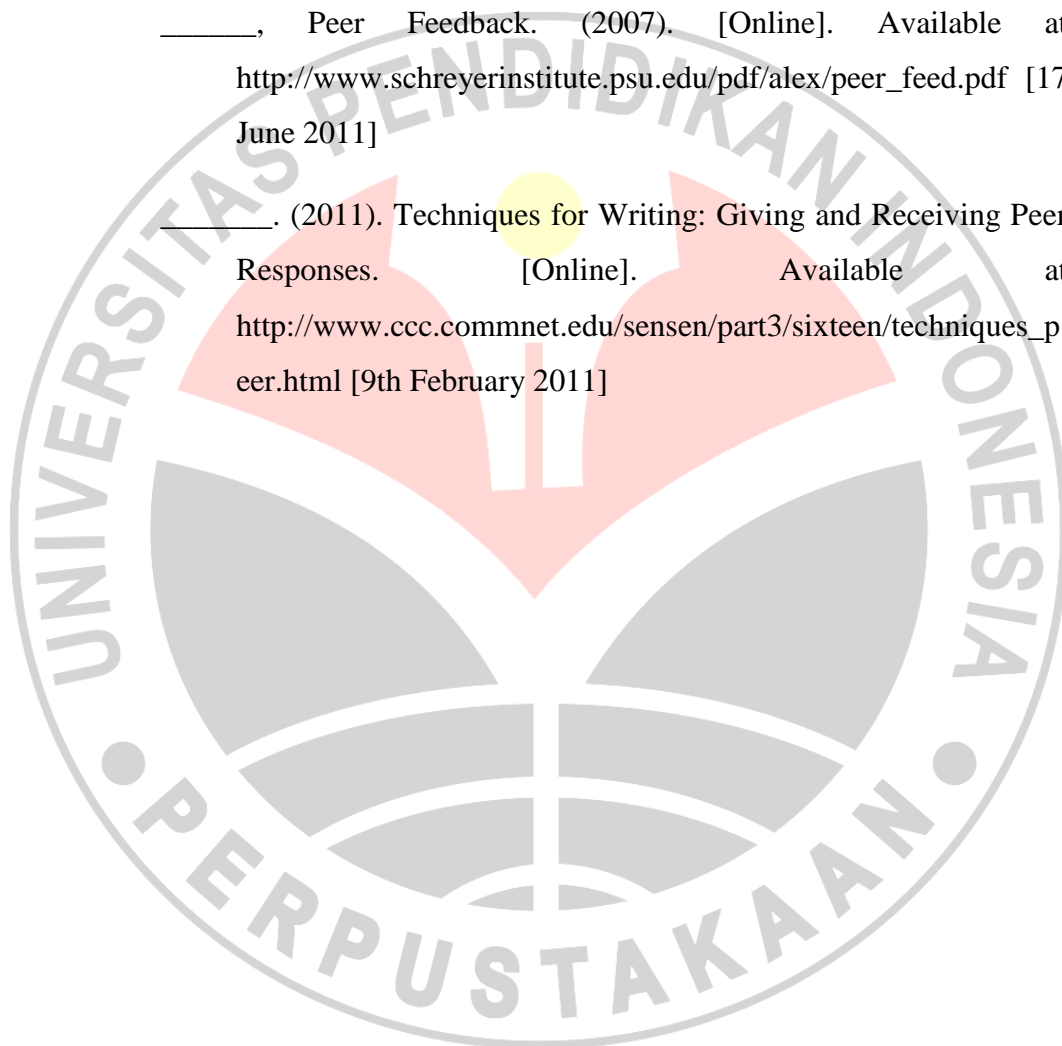 ______, Peer Feedback. (2007). [Online]. Available at
http://www.schreyerinstitute.psu.edu/pdf/alex/peer_feed.pdf [17
June 2011]
_______. (2011). Techniques for Writing: Giving and Receiving Peer
Responses. [Online]. Available at
http://www.ccc.commnet.edu/sensen/part3/sixteen/techniques_p
eer.html [9th February 2011]
UNIVERSITAS PENDIDIKAN INDONESIA
• PERPUSTAKAAN •